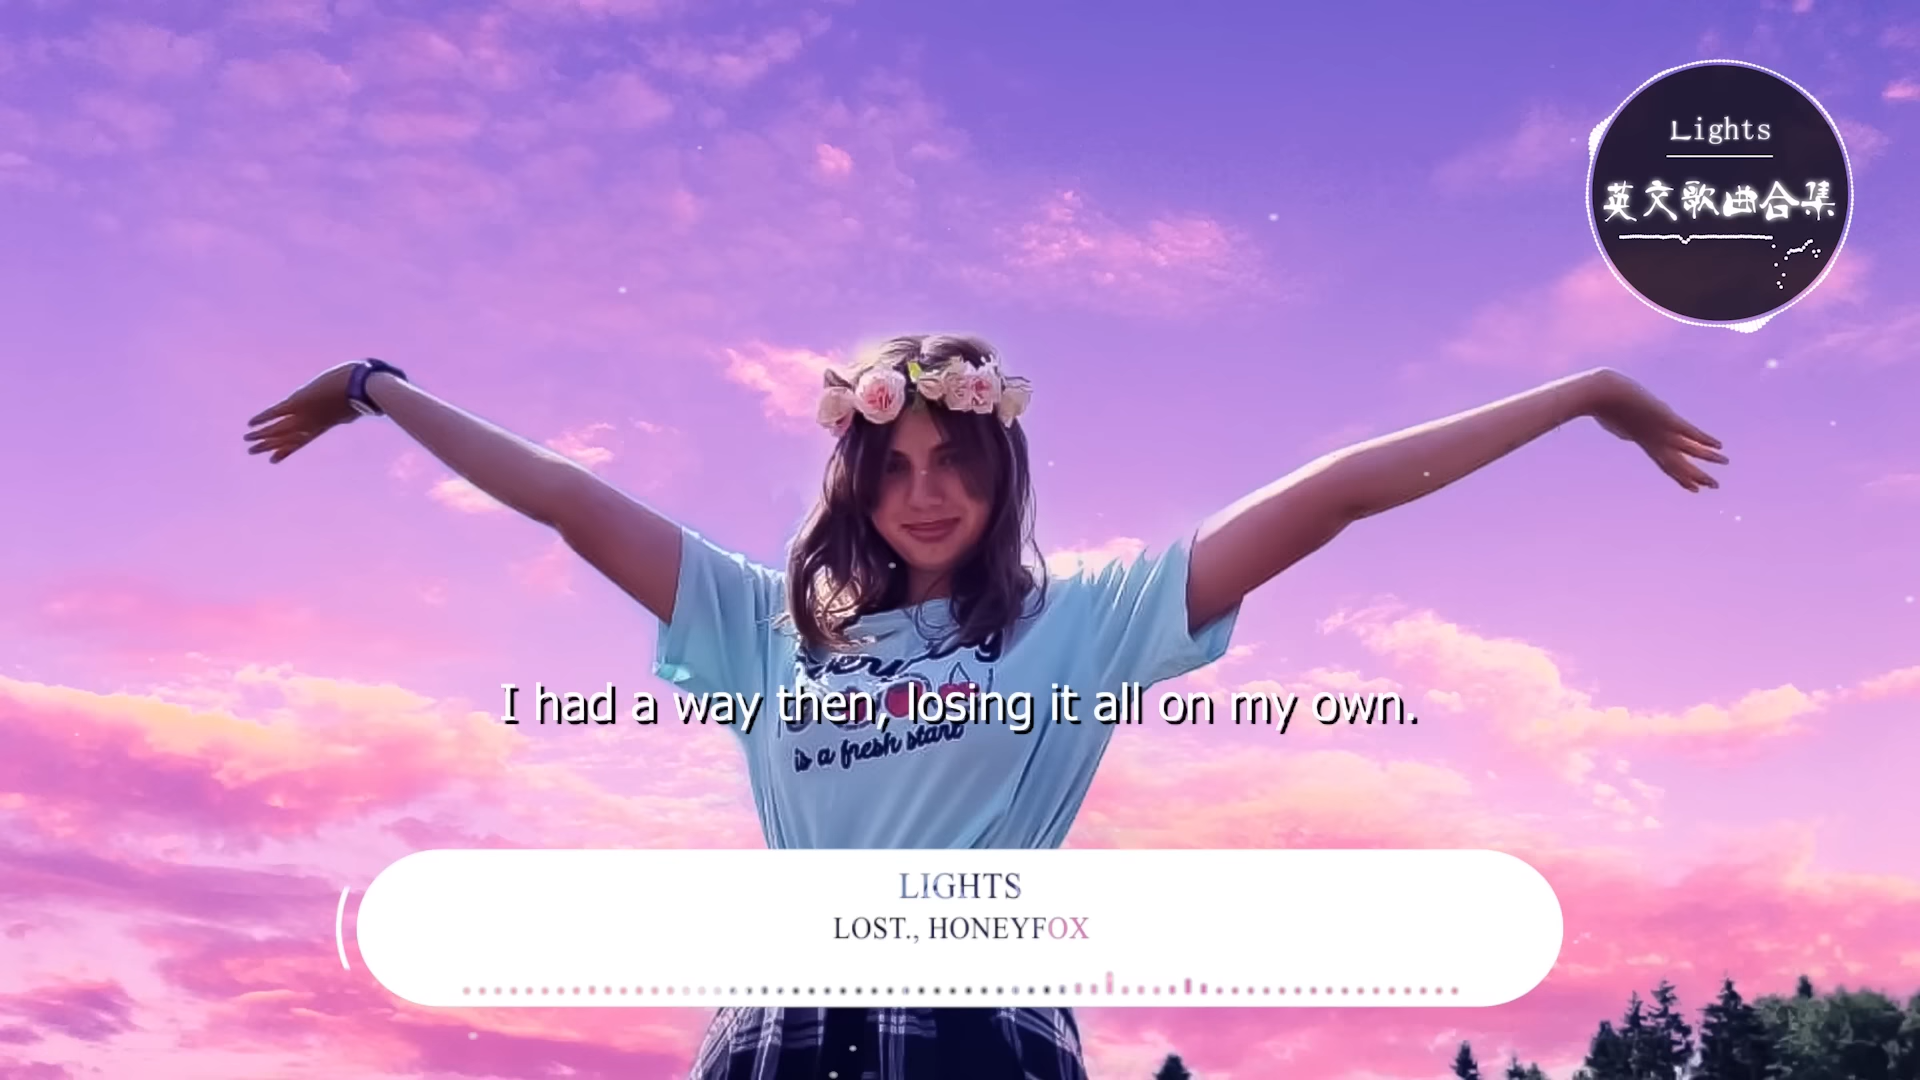 Lights
英文歌曲合集
I had a way then, losing it all on my own.
is a fresh start
LIGHTS
LOST., HONEYFOX